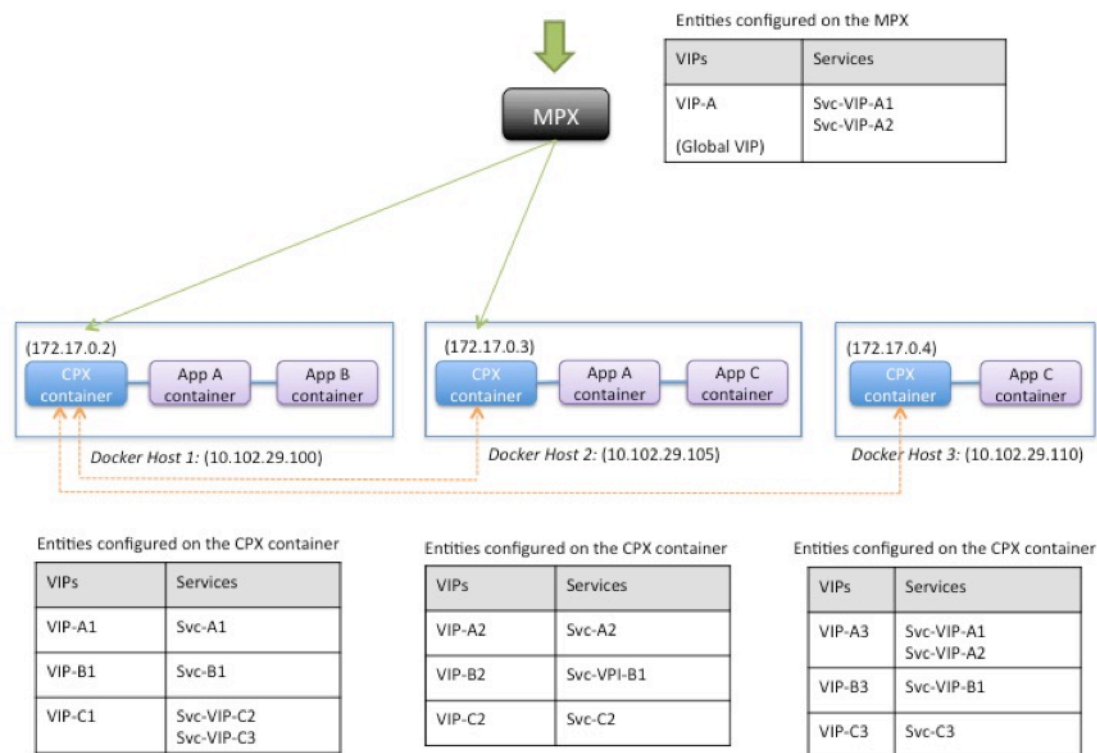 Entities configured on the MPX
VIPs Services
VIP-A Svc-VIP-A1
Svc-VIP-A2
(Global VIP)
MPX
(172.17.0.2)
CPX container
App A container
App B container
Docker Host 1: (10.102.29.100)
(172.17.0.3)
CPX container
App A container
App C container
Docker Host 2: (10.102.29.105)
(172.17.0.4)
CPX container
App C container
Docker Host 3: (10.102.29.110)
Entities configured on the CPX container
VIPs Services
VIP-A1 Svc-A1
VIP-B1 Svc-B1
VIP-C1 Svc-VIP-C2
Svc-VIP-C3
Entities configured on the CPX container
VIPs Services
VIP-A2 Svc-A2
VIP-B2 Svc-VPI-B1
VIP-C2 Svc-C2
Entities configured on the CPX container
VIPs Services
VIP-A3 Svc-VIP-A1
Svc-VIP-A2
VIP-B3 Svc-VIP-B1
VIP-C3 Svc-C3